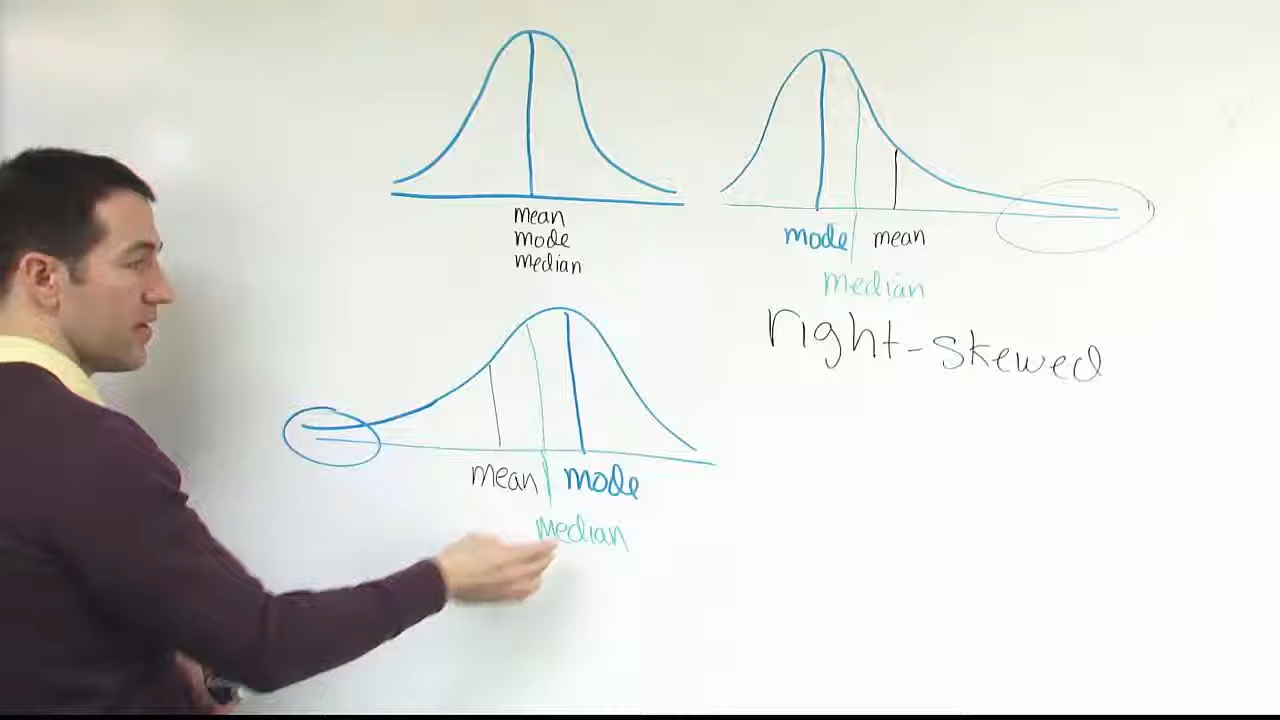 mean
mode
median
mode mean
median
right-skewed
mean mode
median